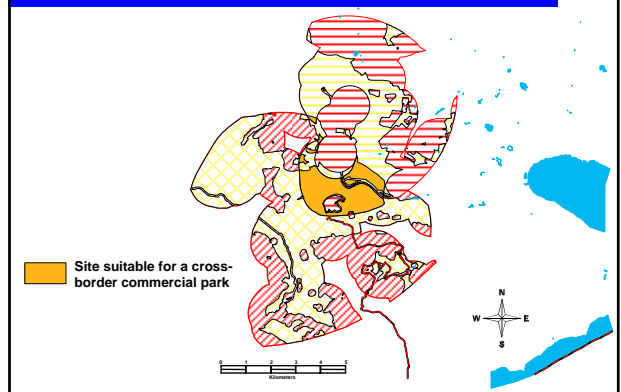 Site suitable for a cross-
border commercial park
N
W E
S
0 1 2 3 4 5
Kilometers